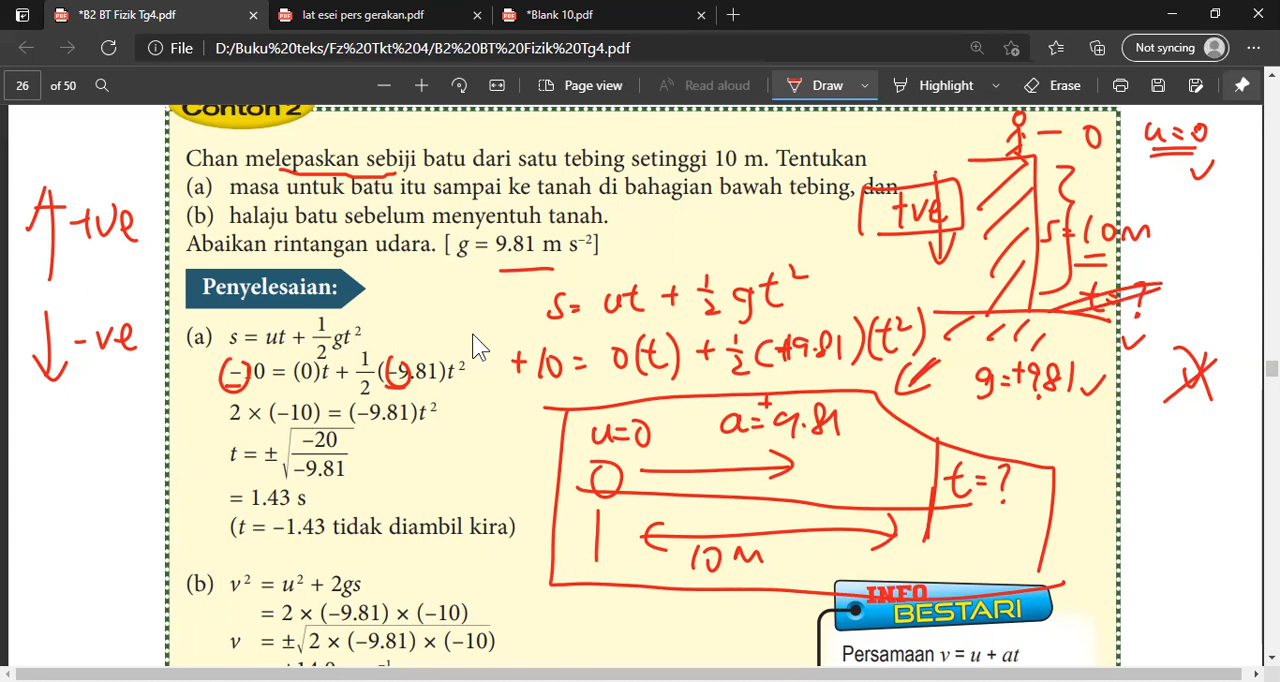 *B2 BT Fizik Tg4.pdf
lat esei pers gerakan.pdf
*Blank 10.pdf
File D:/Buku%20teks/Fz%20Tkt%204/B2%20BT%20Fizik%20Tg4.pdf
Not syncing
26 of 50
Page view
Read aloud
Draw
Highlight
Erase
Contoh 2
Chan melepaskan sebiji batu dari satu tebing setinggi 10 m. Tentukan
(a) masa untuk batu itu sampai ke tanah di bahagian bawah tebing, dan
(b) halaju batu sebelum menyentuh tanah.
Abaikan rintangan udara. [ g = 9.81 m s⁻²]
0
u=0
+ve
s=10m
t=?
g=+9.81
+ve
-ve
Penyelesaian:
s= ut + 1/2 gt²
+10 = 0(t) + 1/2 (+9.81)(t²)
(a) s = ut + 1/2 gt²
−10 = (0)t + 1/2 (−9.81)t²
2 × (−10) = (−9.81)t²
t = ± √(−20/−9.81)
= 1.43 s
(t = −1.43 tidak diambil kira)
u=0
a=+9.81
t=?
10m
(b) v² = u² + 2gs
= 2 × (−9.81) × (−10)
v = ±√2 × (−9.81) × (−10)
INFO
BESTARI
Persamaan v = u + at